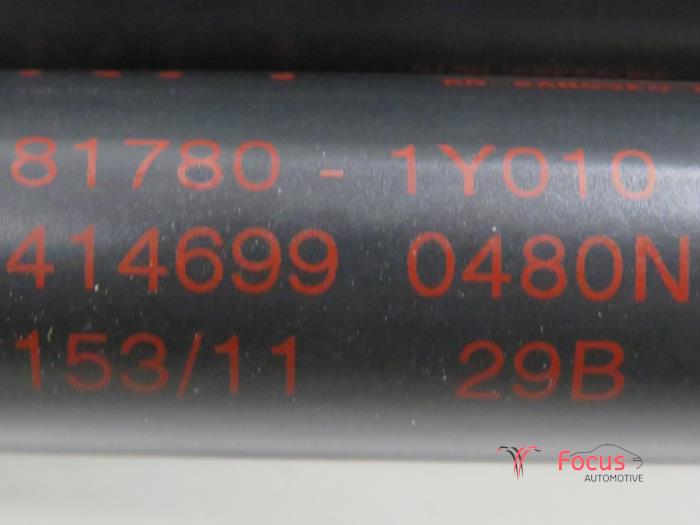 81780 - 1Y010
414699 0480N
153/11 29B
Focus
AUTOMOTIVE